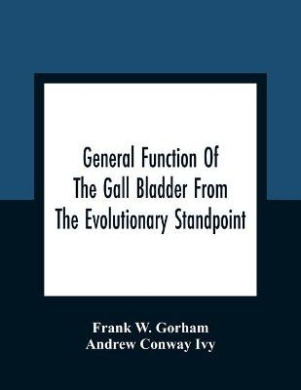 General Function Of
The Gall Bladder From
The Evolutionary Standpoint
Frank W. Gorham
Andrew Conway Ivy